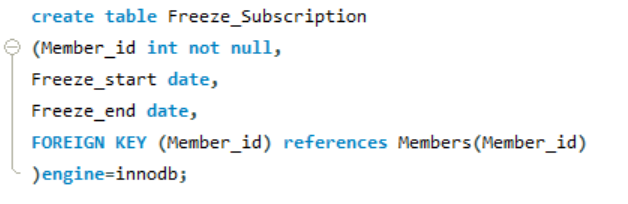 create table Freeze_Subscription
(Member_id int not null,
Freeze_start date,
Freeze_end date,
FOREIGN KEY (Member_id) references Members(Member_id)
)engine=innodb;